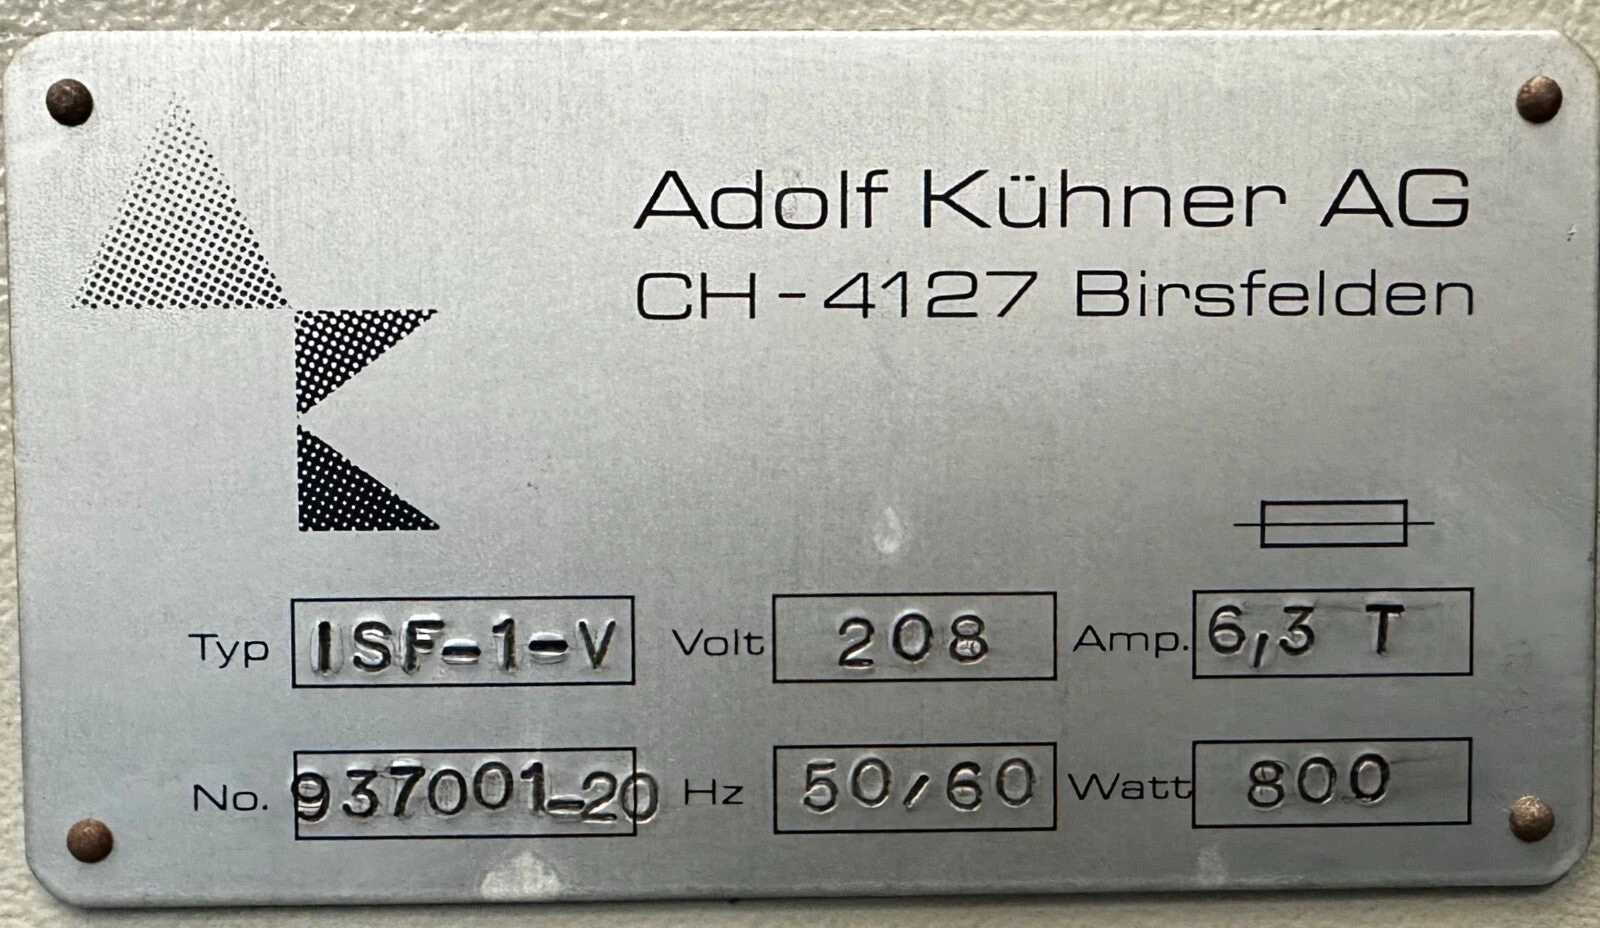 Adolf Kühner AG
CH-4127 Birsfelden
Typ ISF-1-V Volt 208 Amp. 6,3 T
No. 937001-20 Hz 50/60 Watt 800